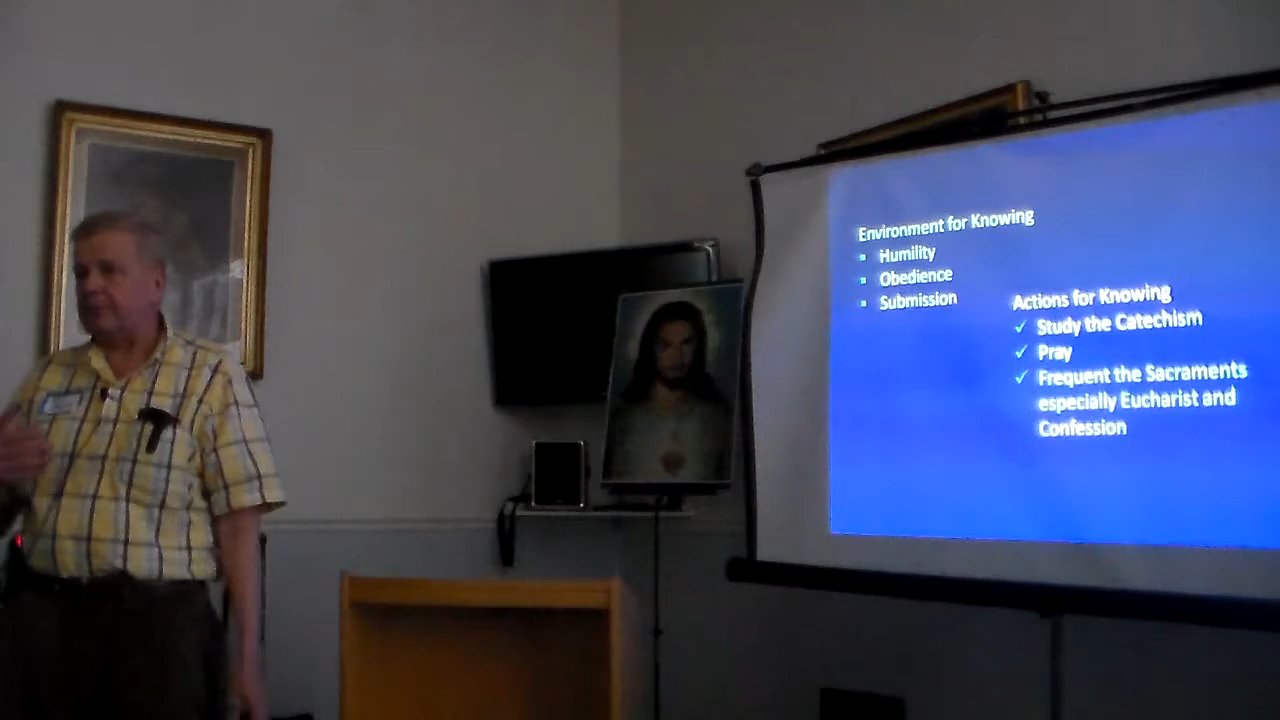 Environment for Knowing
▪ Humility
▪ Obedience
▪ Submission
Actions for Knowing
✓ Study the Catechism
✓ Pray
✓ Frequent the Sacraments
especially Eucharist and
Confession